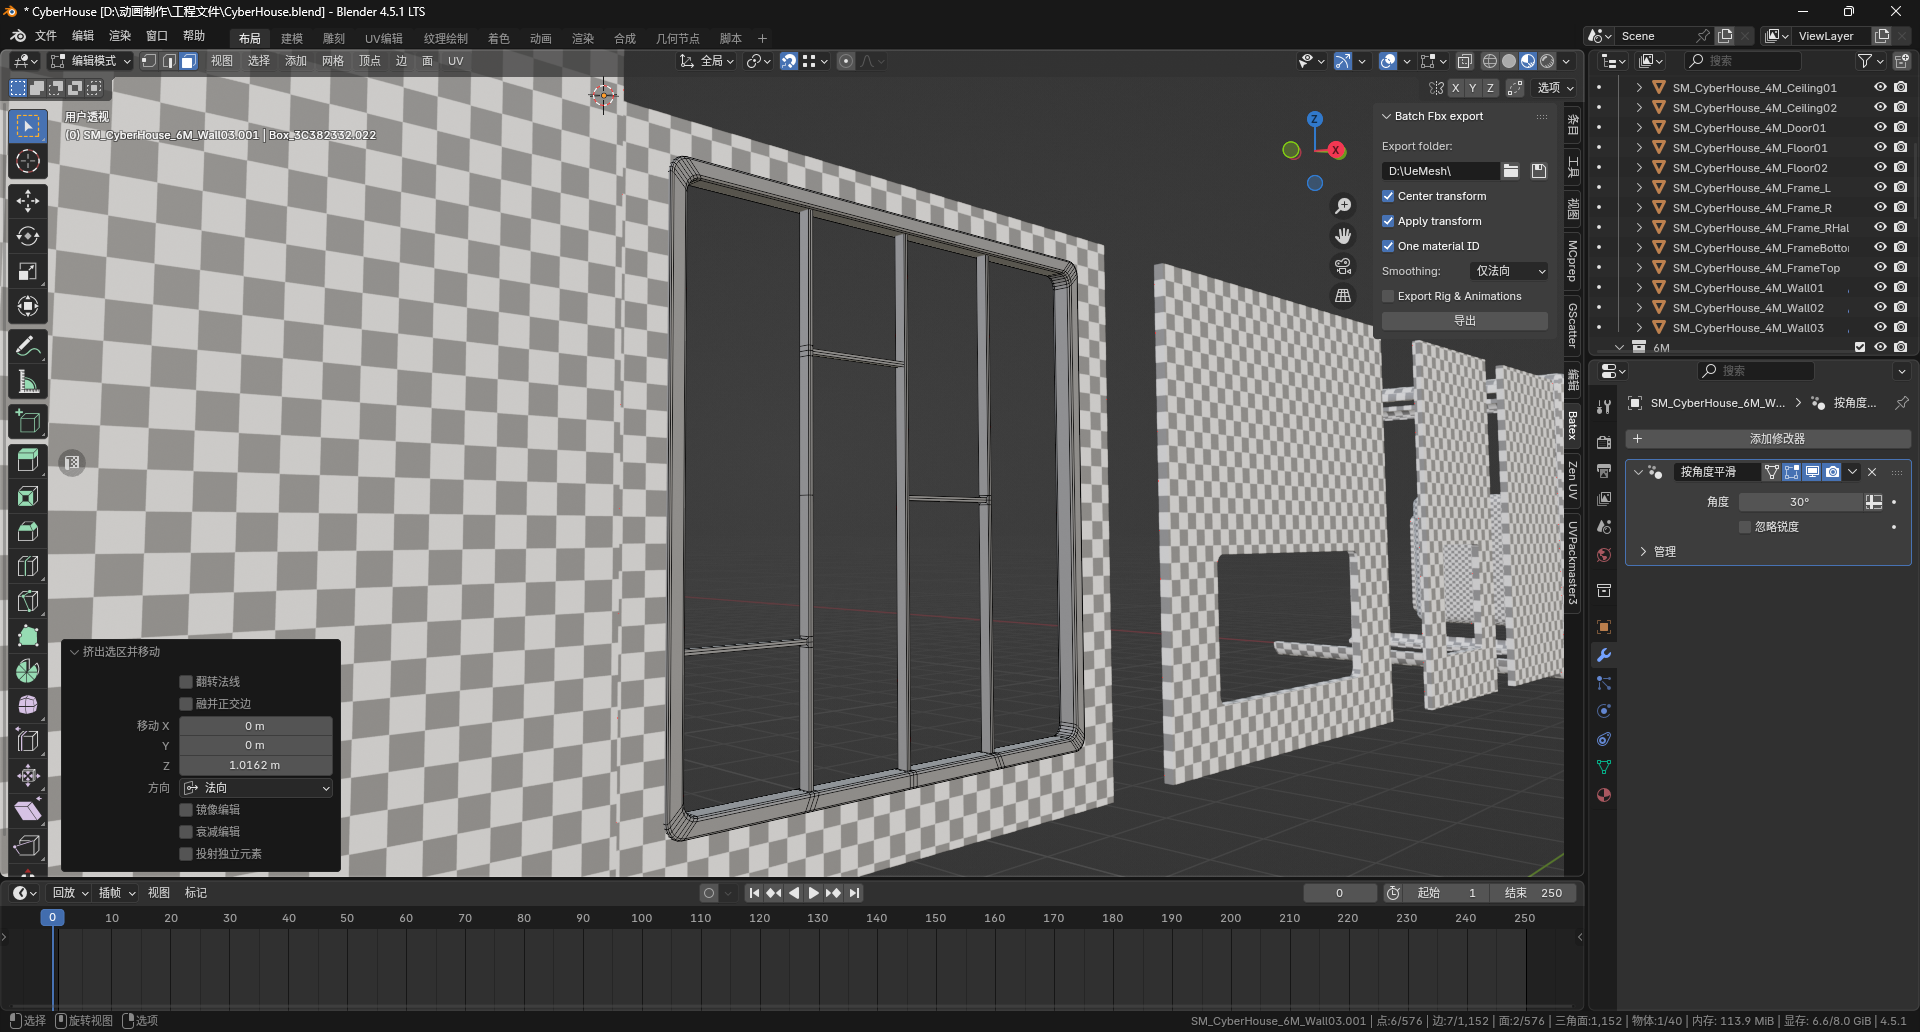 * CyberHouse [D:\动画制作\工程文件\CyberHouse.blend] - Blender 4.5.1 LTS
文件 编辑 渲染 窗口 帮助 布局 建模 雕刻 UV编辑 纹理绘制 着色 动画 渲染 合成 几何节点 脚本 +
Scene ViewLayer
编辑模式 视图 选择 添加 网格 顶点 边 面 UV 全局
X Y Z 选项
用户透视
(0) SM_CyberHouse_6M_Wall03.001 | Box_3C382332.022
Z
X
Batch Fbx export
Export folder:
D:\UeMesh\
Center transform
Apply transform
One material ID
Smoothing: 仅法向
Export Rig & Animations
导出
条目
工具
视图
MCprep
GScatter
编辑
Batex
Zen UV
UVPackmaster3
搜索
SM_CyberHouse_4M_Ceiling01
SM_CyberHouse_4M_Ceiling02
SM_CyberHouse_4M_Door01
SM_CyberHouse_4M_Floor01
SM_CyberHouse_4M_Floor02
SM_CyberHouse_4M_Frame_L
SM_CyberHouse_4M_Frame_R
SM_CyberHouse_4M_Frame_RHal
SM_CyberHouse_4M_FrameBottor
SM_CyberHouse_4M_FrameTop
SM_CyberHouse_4M_Wall01
SM_CyberHouse_4M_Wall02
SM_CyberHouse_4M_Wall03
6M
搜索
SM_CyberHouse_6M_W... 按角度...
+ 添加修改器
按角度平滑
角度 30°
忽略锐度
管理
挤出选区并移动
翻转法线
融并正交边
移动 X 0 m
Y 0 m
Z 1.0162 m
方向 法向
镜像编辑
衰减编辑
投射独立元素
回放 插帧 视图 标记
0 起始 1 结束 250
0 10 20 30 40 50 60 70 80 90 100 110 120 130 140 150 160 170 180 190 200 210 220 230 240 250
选择 旋转视图 选项
SM_CyberHouse_6M_Wall03.001 | 点:6/576 | 边:7/1,152 | 面:2/576 | 三角面:1,152 | 物体:1/40 | 内存: 113.9 MiB | 显存: 6.6/8.0 GiB | 4.5.1